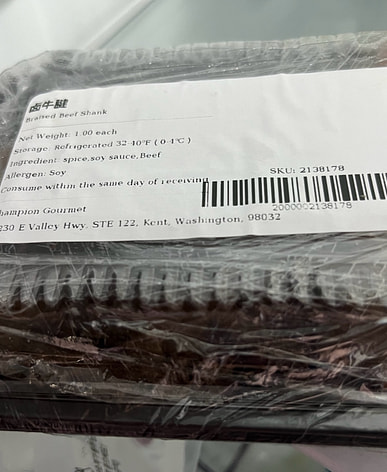 卤牛腱
Braised Beef Shank
Net Weight: 1.00 each
Storage: Refrigerated 32-40°F ( 0-4°C )
Ingredient: spice,soy sauce,Beef
Allergen: Soy
Consume within the same day of receiving
SKU: 2138178
2000002138178
hampion Gourmet
230 E Valley Hwy. STE 122, Kent, Washington, 98032